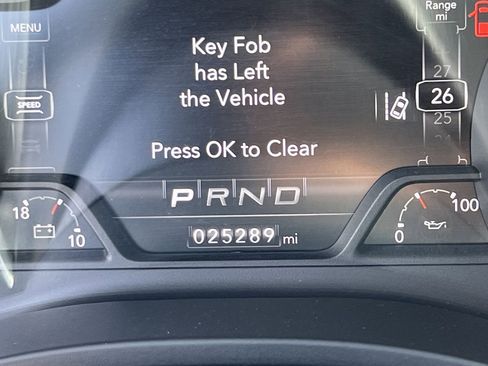 MENU
Range
mi
Key Fob
has Left
the Vehicle
27
SPEED
26
25
Press OK to Clear
PRND
18
10
025289 mi
0
100